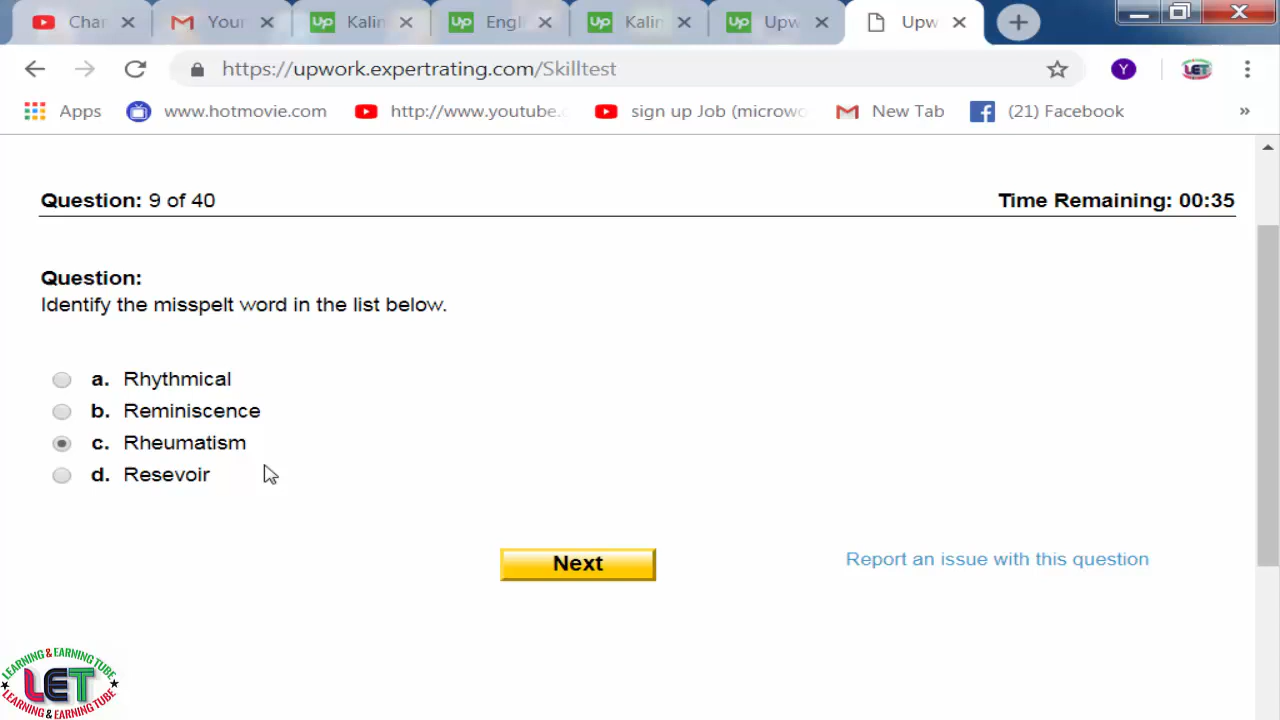 Char
Your
Kalin
Engl
Kalin
Upw
Upw
https://upwork.expertrating.com/Skilltest
Y
LET
Apps
www.hotmovie.com
http://www.youtube.c
sign up Job (microwo
New Tab
(21) Facebook
»
Question: 9 of 40
Time Remaining: 00:35
Question:
Identify the misspelt word in the list below.
a. Rhythmical
b. Reminiscence
c. Rheumatism
d. Resevoir
Next
Report an issue with this question
LEARNING & EARNING TUBE
LET
LEARNING & EARNING TUBE